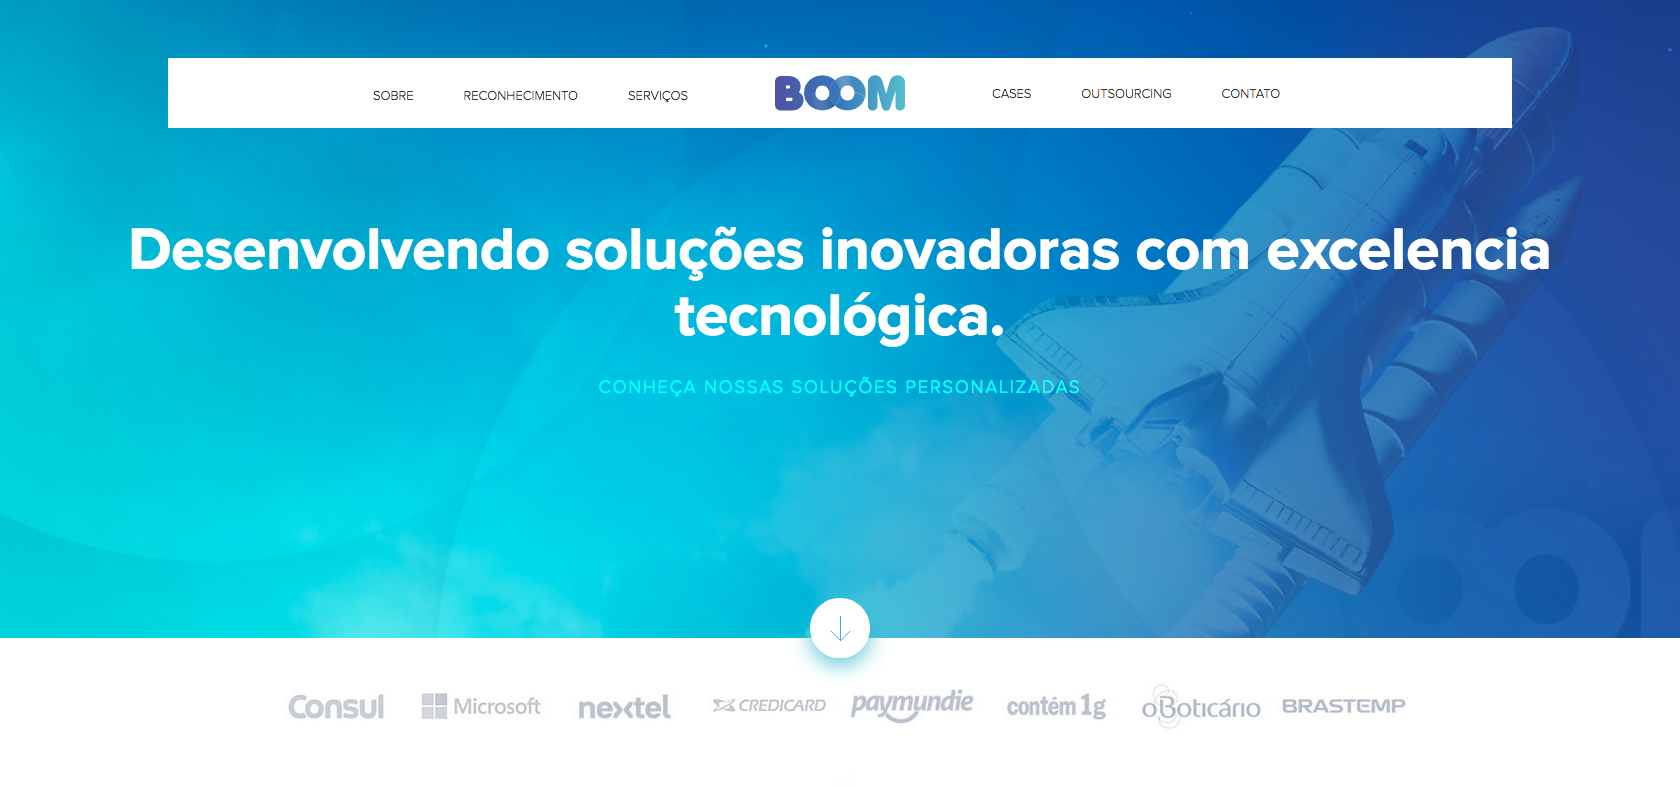 SOBRE RECONHECIMENTO SERVIÇOS BOOM CASES OUTSOURCING CONTATO
Desenvolvendo soluções inovadoras com excelencia
tecnológica.
CONHEÇA NOSSAS SOLUÇÕES PERSONALIZADAS
Consul Microsoft nextel CREDICARD paymundie contém 1g oBoticário BRASTEMP